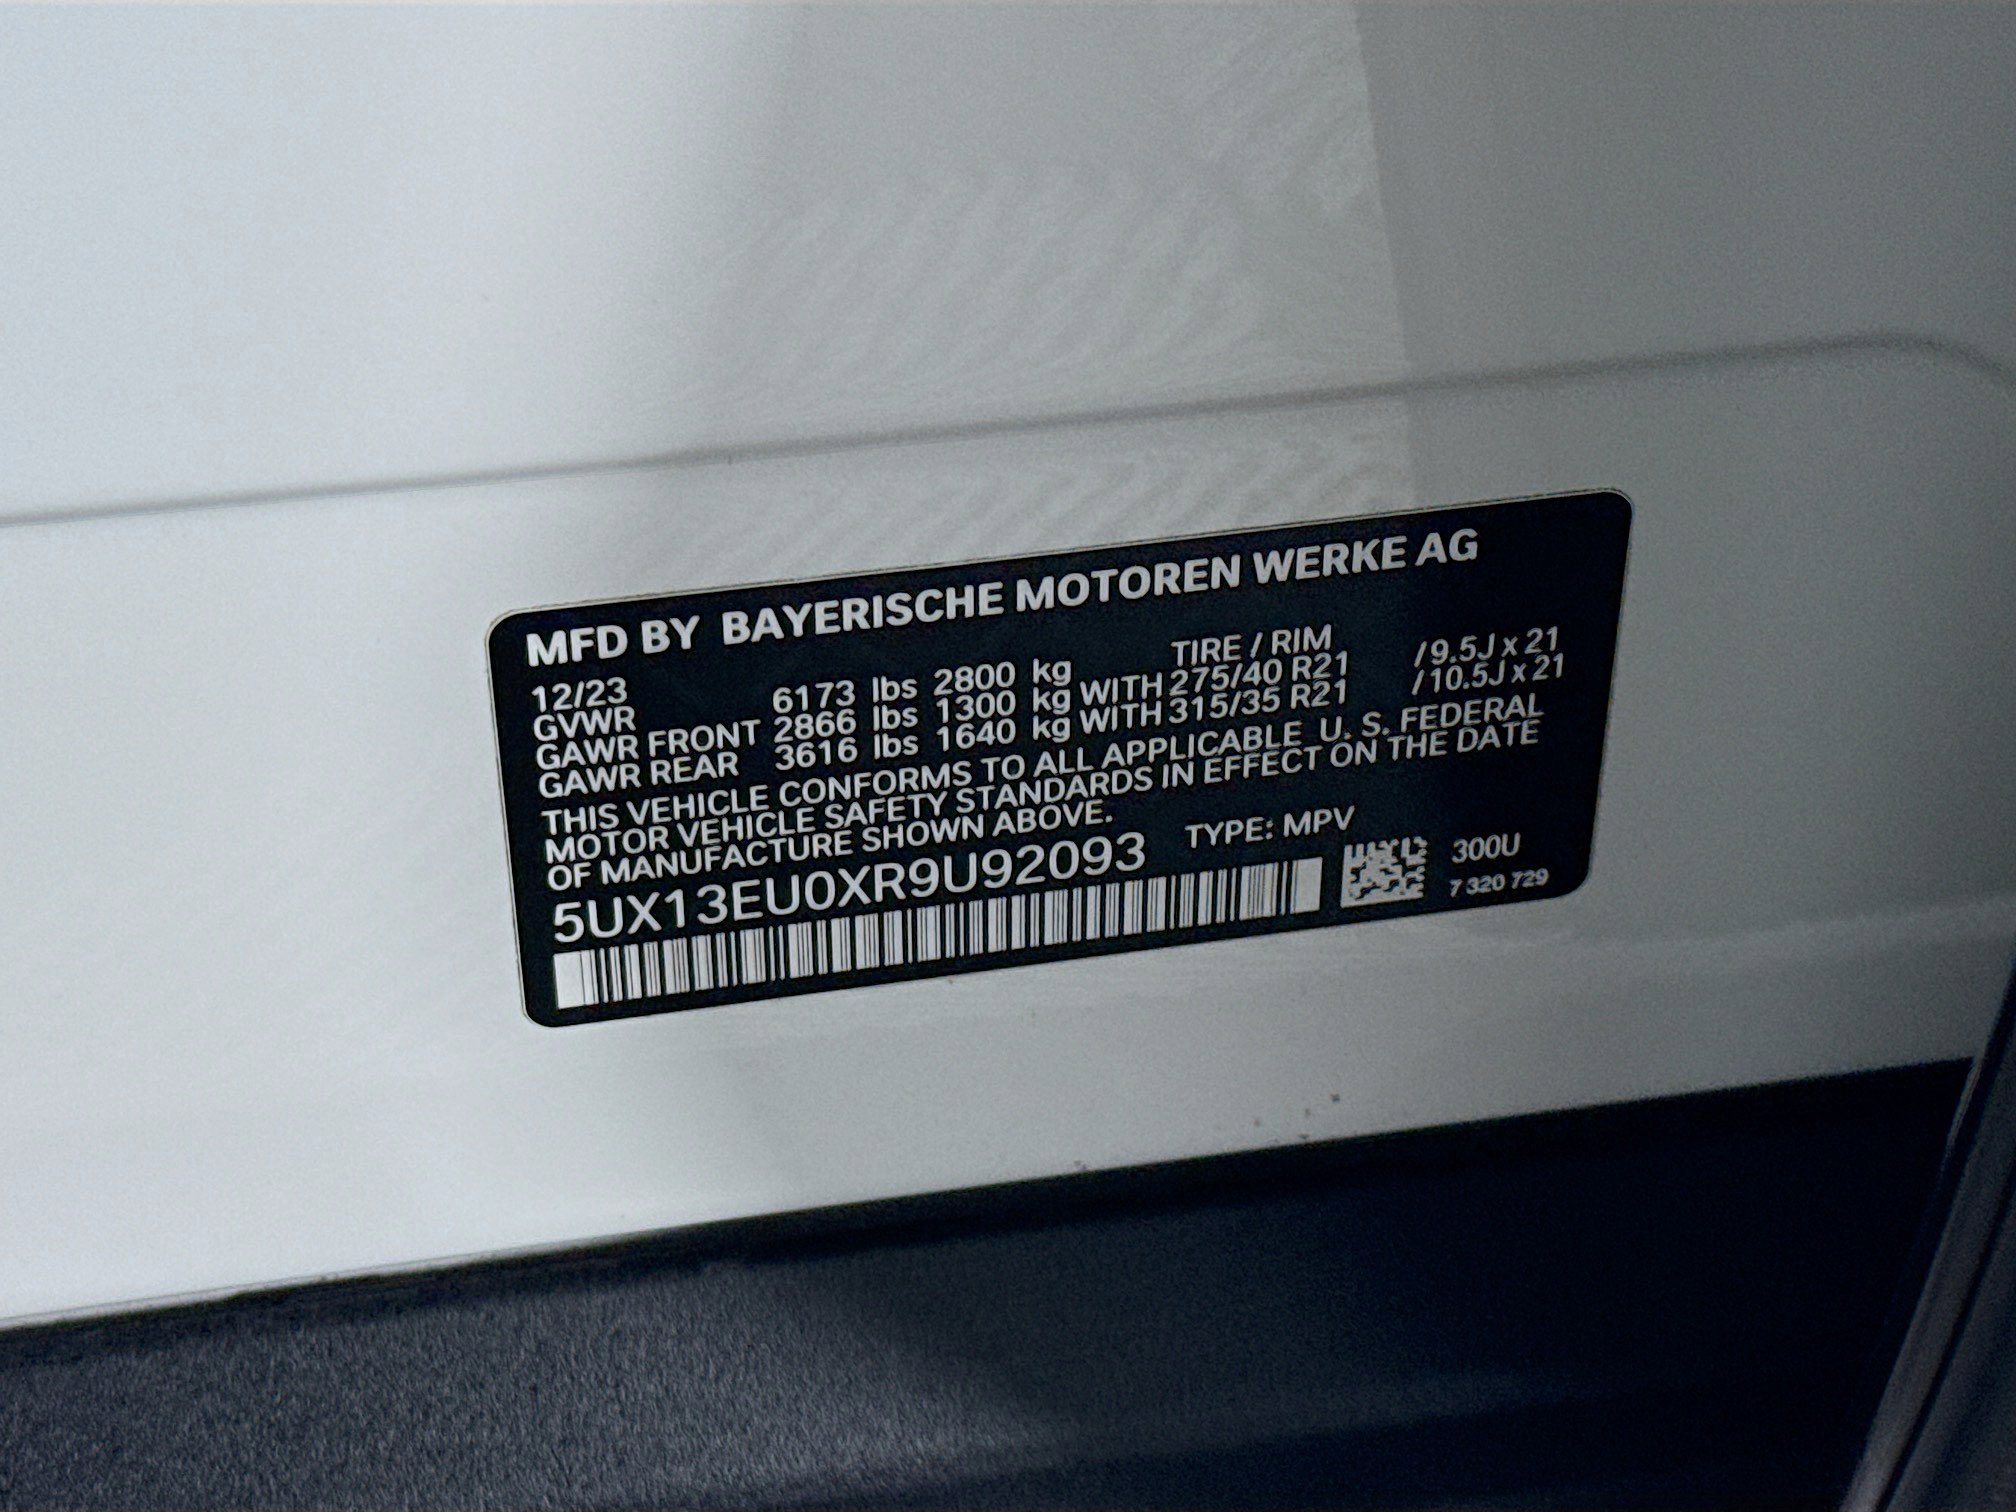 MFD BY BAYERISCHE MOTOREN WERKE AG
12/23 TIRE / RIM
GVWR 6173 lbs 2800 kg
GAWR FRONT 2866 lbs 1300 kg WITH 275/40 R21 /9.5J x 21
GAWR REAR 3616 lbs 1640 kg WITH 315/35 R21 /10.5J x 21
THIS VEHICLE CONFORMS TO ALL APPLICABLE U. S. FEDERAL
MOTOR VEHICLE SAFETY STANDARDS IN EFFECT ON THE DATE
OF MANUFACTURE SHOWN ABOVE.
5UX13EU0XR9U92093 TYPE: MPV
300U
7 320 729